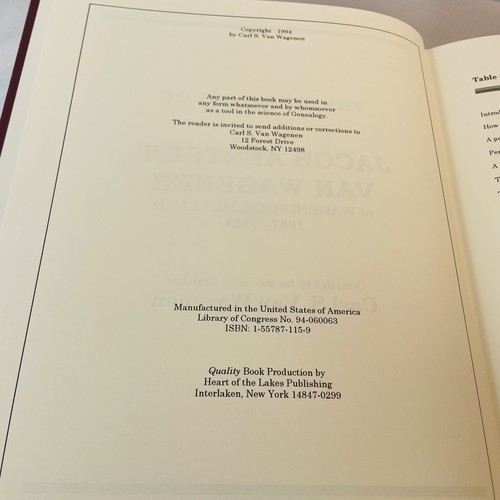 Copyright 1994
by Carl S. Van Wagenen
Any part of this book may be used in
any form whatsoever and by whomsoever
as a tool in the science of Genealogy.
The reader is invited to send additions or corrections to
Carl S. Van Wagenen
12 Forest Drive
Woodstock, NY 12498
Manufactured in the United States of America
Library of Congress No. 94-060063
ISBN: 1-55787-115-9
Quality Book Production by
Heart of the Lakes Publishing
Interlaken, New York 14847-0299
Table
How
A